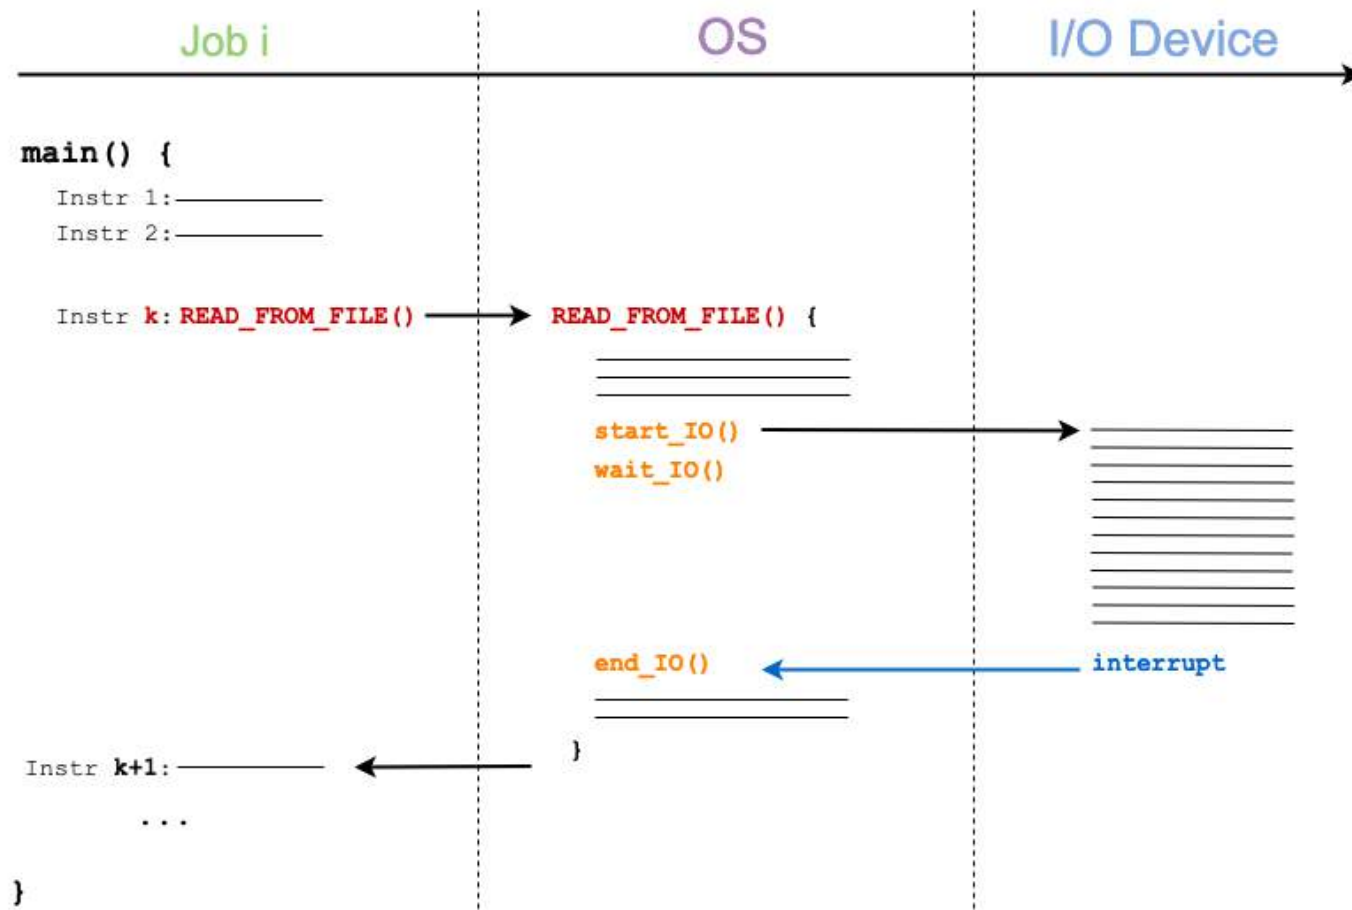 Job i OS I/O Device
main() {
Instr 1:
Instr 2:
Instr k: READ_FROM_FILE() READ_FROM_FILE() {
start_IO()
wait_IO()
end_IO() interrupt
}
Instr k+1:
...
}